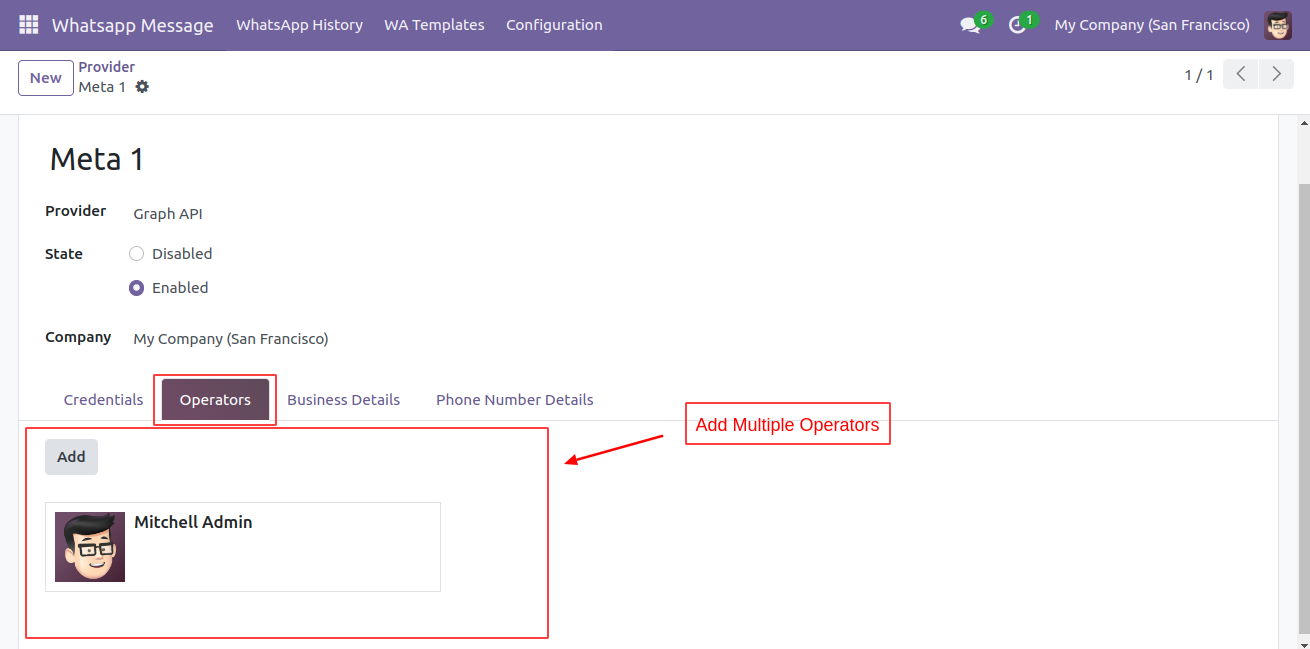 Whatsapp Message WhatsApp History WA Templates Configuration 6 1 My Company (San Francisco)
New Provider
Meta 1 1 / 1
Meta 1
Provider Graph API
State Disabled
Enabled
Company My Company (San Francisco)
Credentials Operators Business Details Phone Number Details
Add Multiple Operators
Add
Mitchell Admin